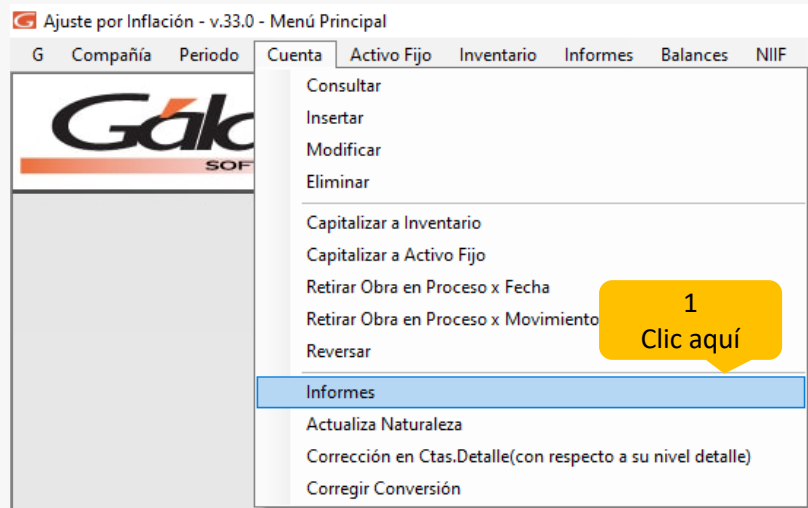 Ajuste por Inflación - v.33.0 - Menú Principal
G Compañía Periodo Cuenta Activo Fijo Inventario Informes Balances NIIF
Consultar
Insertar
Modificar
Eliminar
Capitalizar a Inventario
Capitalizar a Activo Fijo
Retirar Obra en Proceso x Fecha
Retirar Obra en Proceso x Movimiento
Reversar
1
Clic aquí
Informes
Actualiza Naturaleza
Corrección en Ctas.Detalle(con respecto a su nivel detalle)
Corregir Conversión